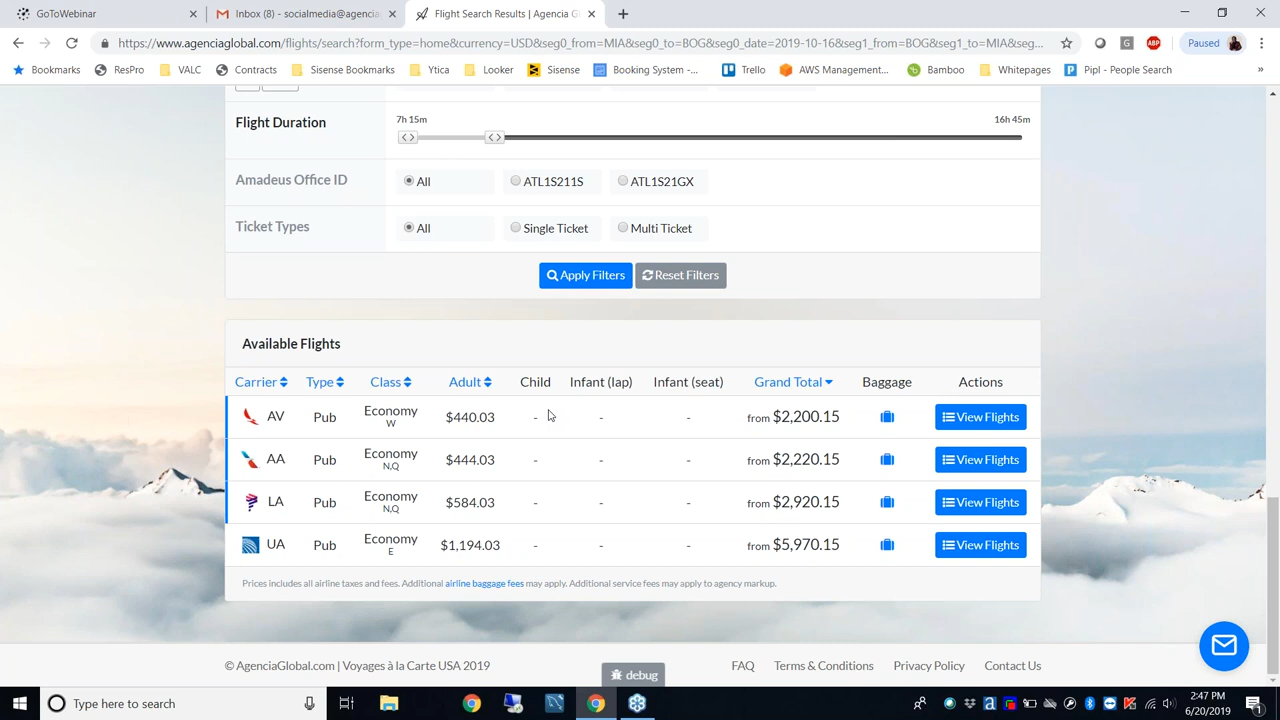 GoToWebinar
Inbox (8) - socialmedia@agencia
Flight Search Results | Agencia Gl
https://www.agenciaglobal.com/flights/search?form_type=home&currency=USD&seg0_from=MIA&seg0_to=BOG&seg0_date=2019-10-16&seg1_from=BOG&seg1_to=MIA&seg...
G
ABP
Paused
Bookmarks
ResPro
VALC
Contracts
Sisense Bookmarks
Ytica
Looker
Sisense
Booking System -...
Trello
AWS Management...
Bamboo
Whitepages
Pipl - People Search
»
Flight Duration
7h 15m
16h 45m
Amadeus Office ID
All
ATL1S211S
ATL1S21GX
Ticket Types
All
Single Ticket
Multi Ticket
Apply Filters
Reset Filters
Available Flights
Carrier Type Class Adult Child Infant (lap) Infant (seat) Grand Total Baggage Actions
AV Pub Economy $440.03 - - - from $2,200.15 View Flights
W
AA Pub Economy $444.03 - - - from $2,220.15 View Flights
N,Q
LA Pub Economy $584.03 - - - from $2,920.15 View Flights
N,Q
UA Pub Economy $1,194.03 - - - from $5,970.15 View Flights
E
Prices includes all airline taxes and fees. Additional airline baggage fees may apply. Additional service fees may apply to agency markup.
© AgenciaGlobal.com | Voyages à la Carte USA 2019
FAQ
Terms & Conditions
Privacy Policy
Contact Us
debug
Type here to search
2:47 PM
6/20/2019